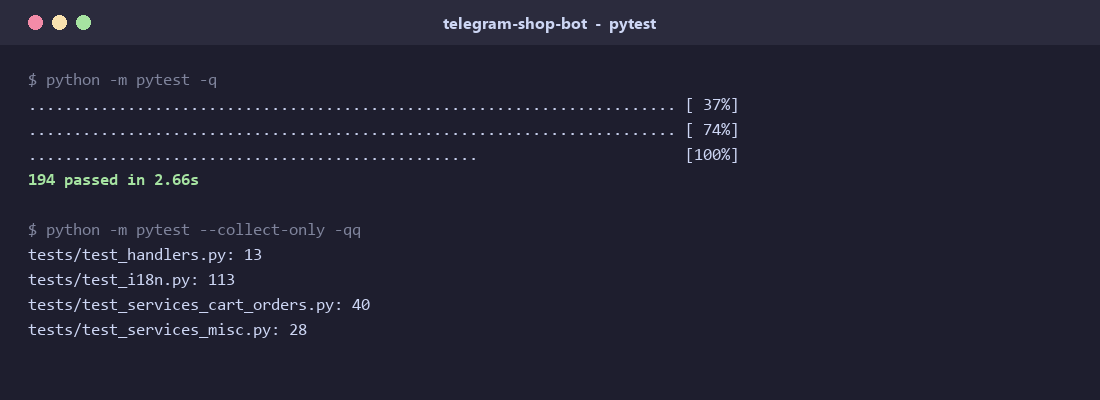 telegram-shop-bot - pytest
$ python -m pytest -q
........................................................................ [ 37%]
........................................................................ [ 74%]
.................................................. [100%]
194 passed in 2.66s
$ python -m pytest --collect-only -qq
tests/test_handlers.py: 13
tests/test_i18n.py: 113
tests/test_services_cart_orders.py: 40
tests/test_services_misc.py: 28